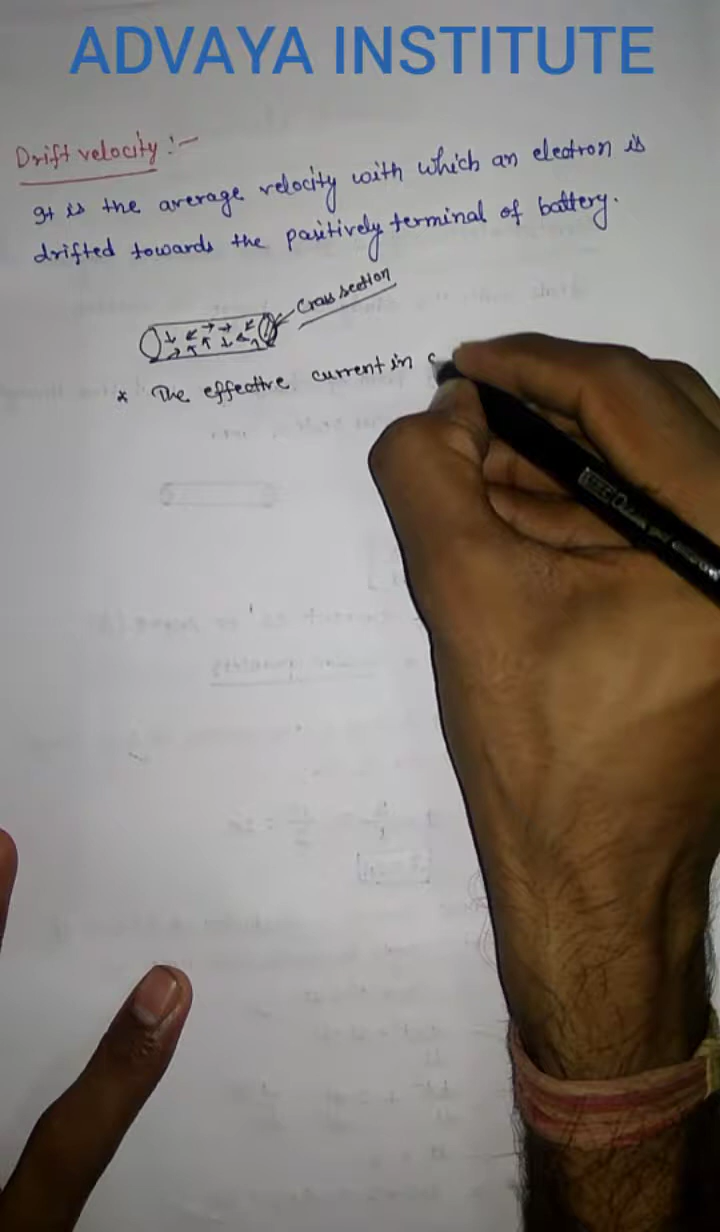 ADVAYA INSTITUTE
Drift velocity :-
It is the average velocity with which an electron is
drifted towards the positively terminal of battery.
Cross section
* The effective current in